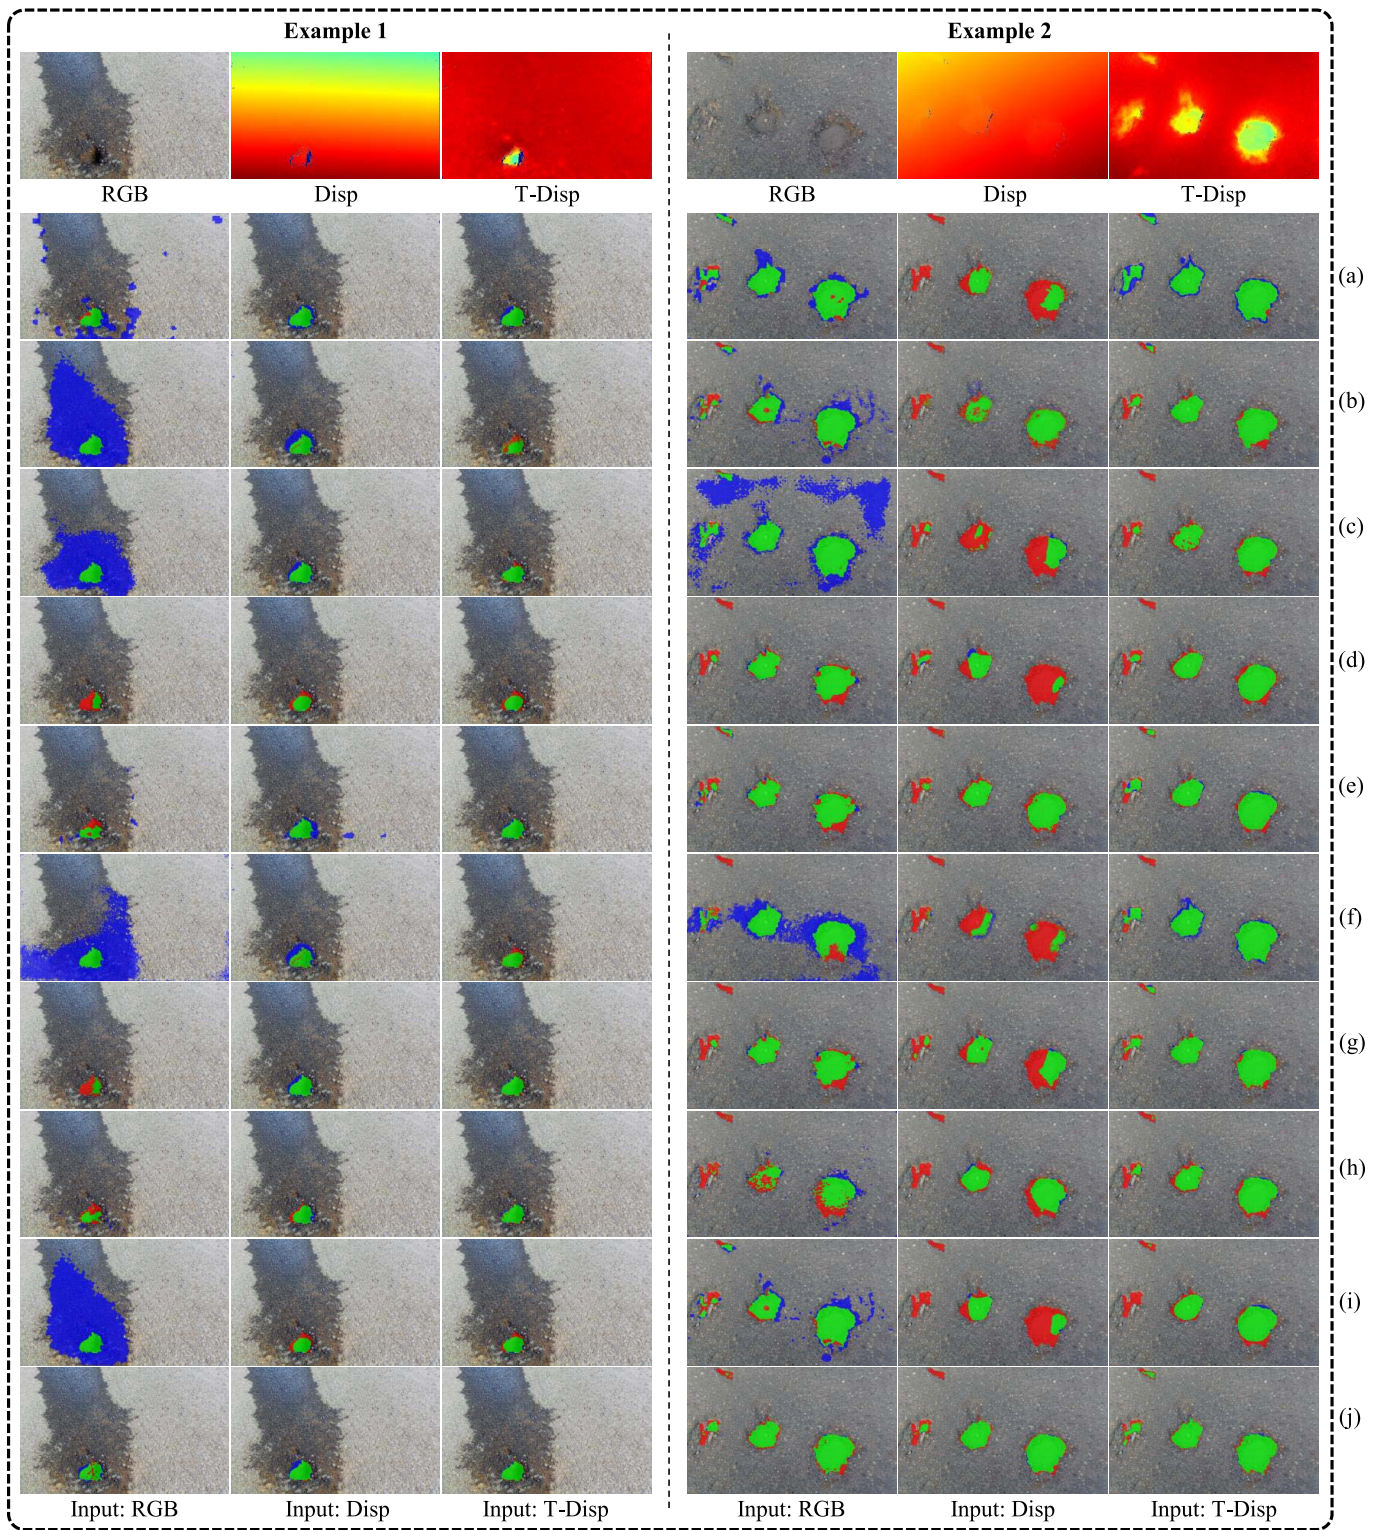 Example 1
Example 2
RGB
Disp
T-Disp
RGB
Disp
T-Disp
(a)
(b)
(c)
(d)
(e)
(f)
(g)
(h)
(i)
(j)
Input: RGB
Input: Disp
Input: T-Disp
Input: RGB
Input: Disp
Input: T-Disp